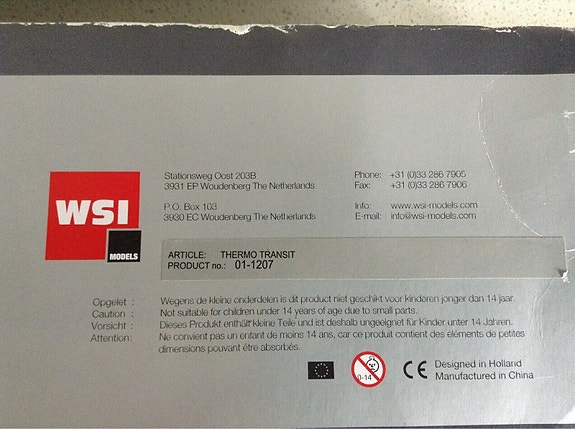 WSI
MODELS
Stationsweg Oost 203B
3931 EP Woudenberg The Netherlands
P.O. Box 103
3930 EC Woudenberg The Netherlands
Phone: +31 (0)33 286 7905
Fax: +31 (0)33 286 7906
Info: www.wsi-models.com
E-mail: info@wsi-models.com
ARTICLE: THERMO TRANSIT
PRODUCT no.: 01-1207
Opgelet : Wegens de kleine onderdelen is dit product niet geschikt voor kinderen jonger dan 14 jaar.
Caution : Not suitable for children under 14 years of age due to small parts.
Vorsicht : Dieses Produkt enthält kleine Teile und ist deshalb ungeeignet für Kinder unter 14 Jahren.
Attention: Ne convient pas un enfant de moins 14 ans, car ce produit contient des éléments de petites
dimensions pouvant être absorbés.
0-14
CE
Designed in Holland
Manufactured in China